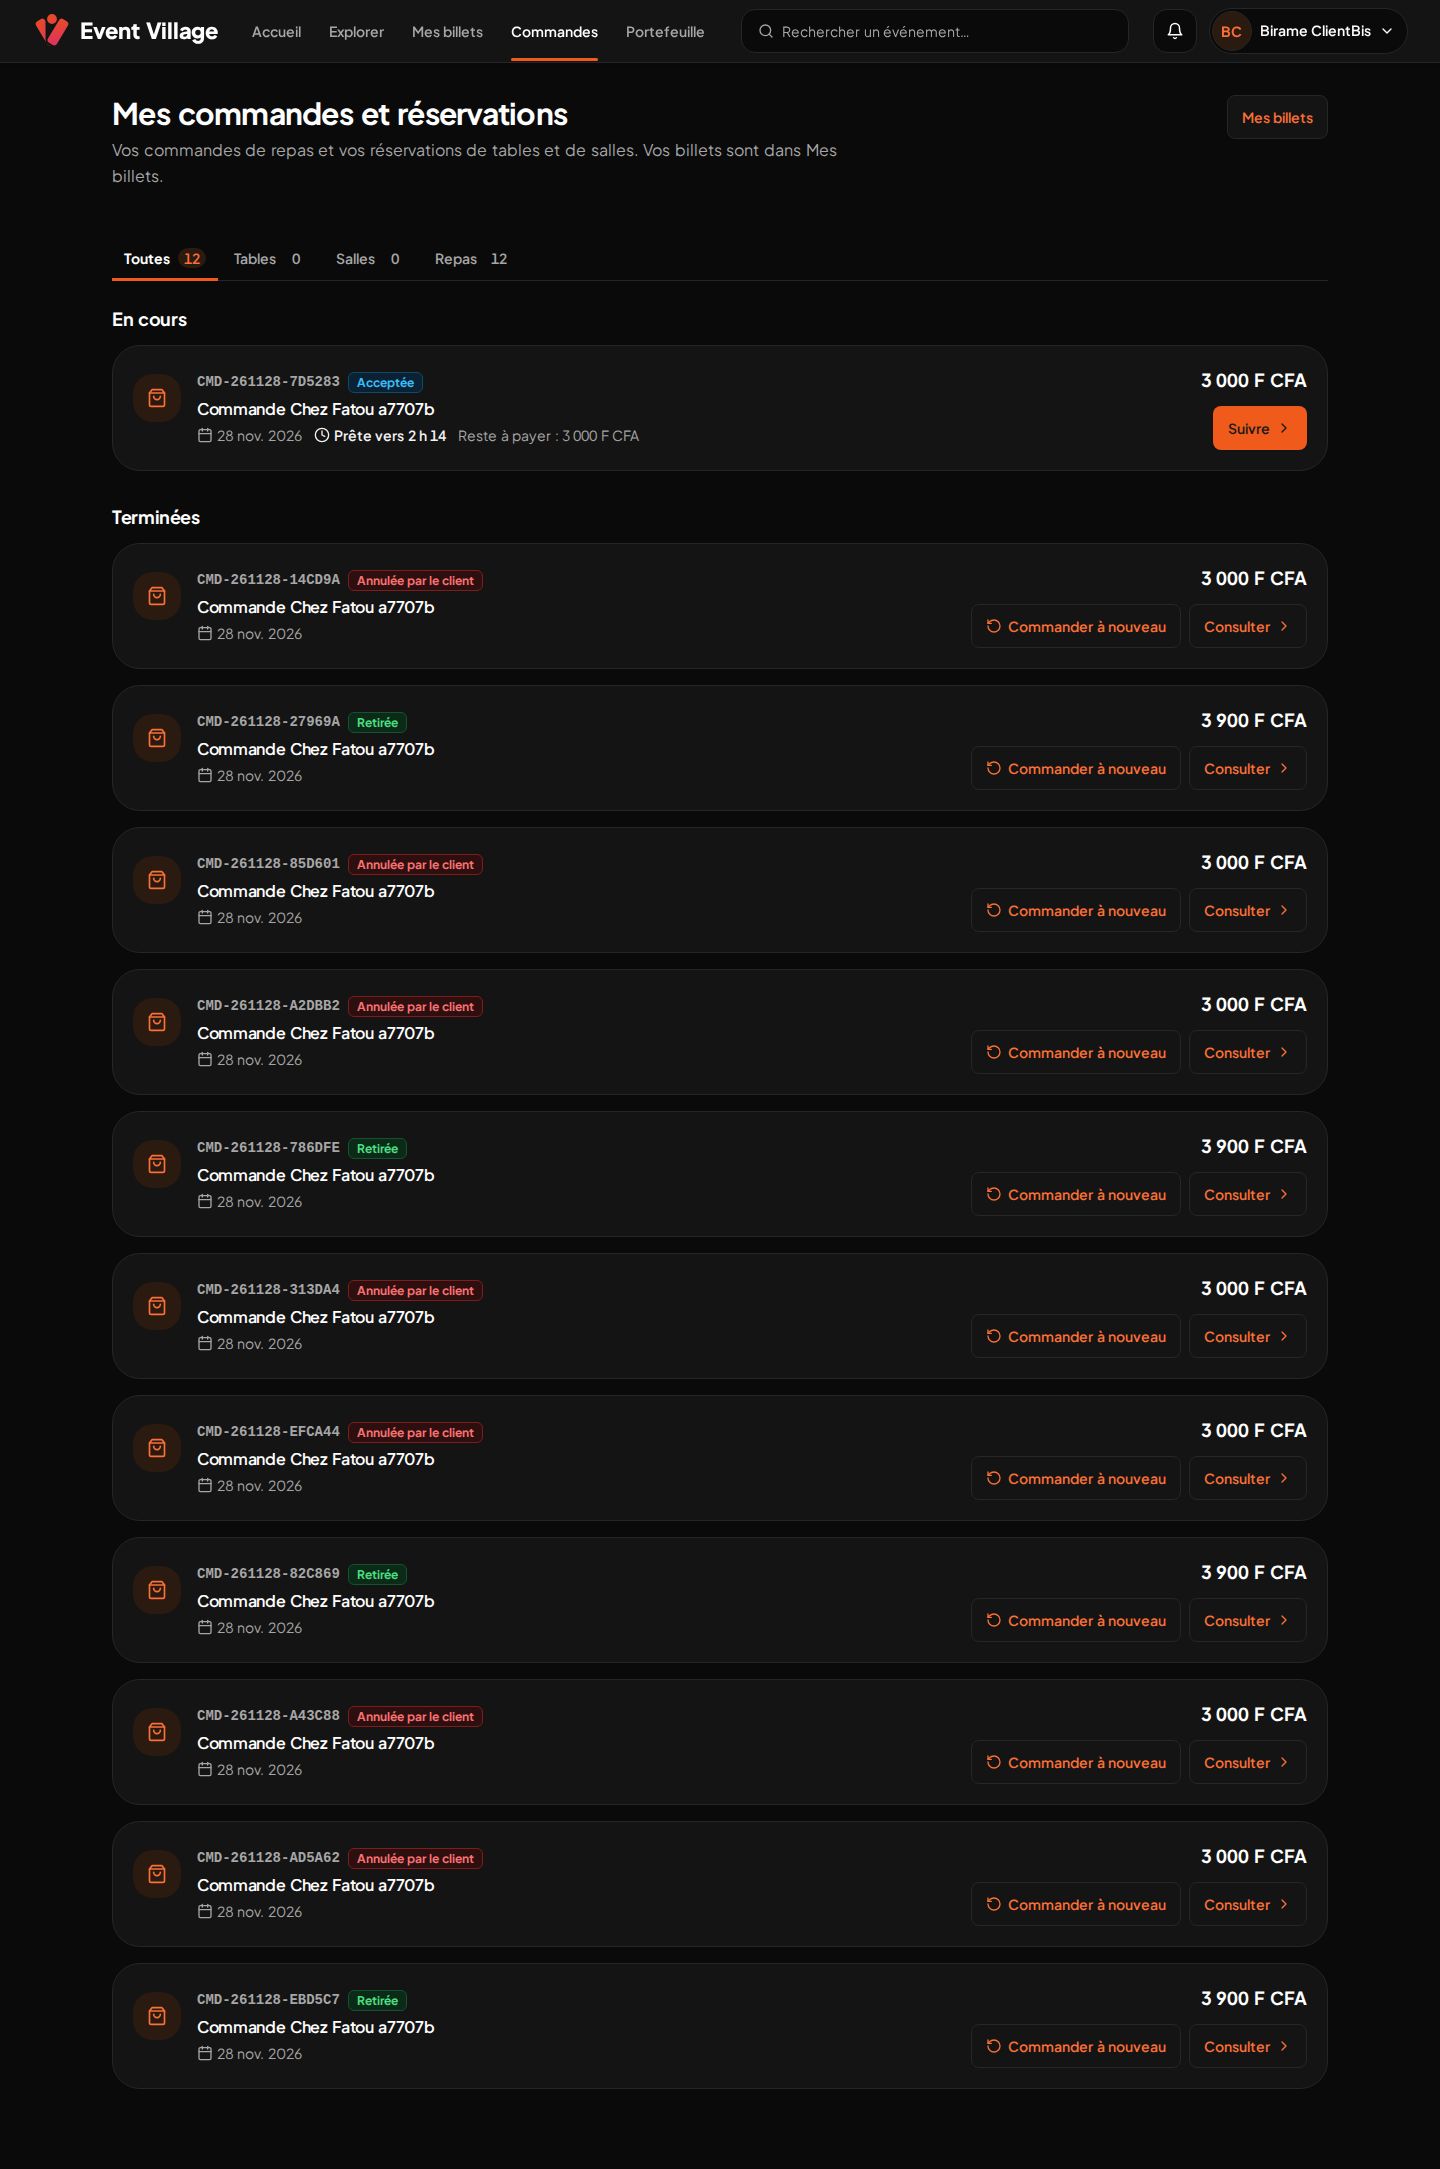 Event Village Accueil Explorer Mes billets Commandes Portefeuille Rechercher un événement... BC Birame ClientBis
Mes commandes et réservations
Mes billets
Vos commandes de repas et vos réservations de tables et de salles. Vos billets sont dans Mes
billets.
Toutes 12 Tables 0 Salles 0 Repas 12
En cours
CMD-261128-7D5283 Acceptée
3 000 F CFA
Commande Chez Fatou a7707b
28 nov. 2026 Prête vers 2 h 14 Reste à payer : 3 000 F CFA
Suivre
Terminées
CMD-261128-14CD9A Annulée par le client
3 000 F CFA
Commande Chez Fatou a7707b
28 nov. 2026
Commander à nouveau Consulter
CMD-261128-27969A Retirée
3 900 F CFA
Commande Chez Fatou a7707b
28 nov. 2026
Commander à nouveau Consulter
CMD-261128-85D601 Annulée par le client
3 000 F CFA
Commande Chez Fatou a7707b
28 nov. 2026
Commander à nouveau Consulter
CMD-261128-A2DBB2 Annulée par le client
3 000 F CFA
Commande Chez Fatou a7707b
28 nov. 2026
Commander à nouveau Consulter
CMD-261128-786DFE Retirée
3 900 F CFA
Commande Chez Fatou a7707b
28 nov. 2026
Commander à nouveau Consulter
CMD-261128-313DA4 Annulée par le client
3 000 F CFA
Commande Chez Fatou a7707b
28 nov. 2026
Commander à nouveau Consulter
CMD-261128-EFCA44 Annulée par le client
3 000 F CFA
Commande Chez Fatou a7707b
28 nov. 2026
Commander à nouveau Consulter
CMD-261128-82C869 Retirée
3 900 F CFA
Commande Chez Fatou a7707b
28 nov. 2026
Commander à nouveau Consulter
CMD-261128-A43C88 Annulée par le client
3 000 F CFA
Commande Chez Fatou a7707b
28 nov. 2026
Commander à nouveau Consulter
CMD-261128-AD5A62 Annulée par le client
3 000 F CFA
Commande Chez Fatou a7707b
28 nov. 2026
Commander à nouveau Consulter
CMD-261128-EBD5C7 Retirée
3 900 F CFA
Commande Chez Fatou a7707b
28 nov. 2026
Commander à nouveau Consulter